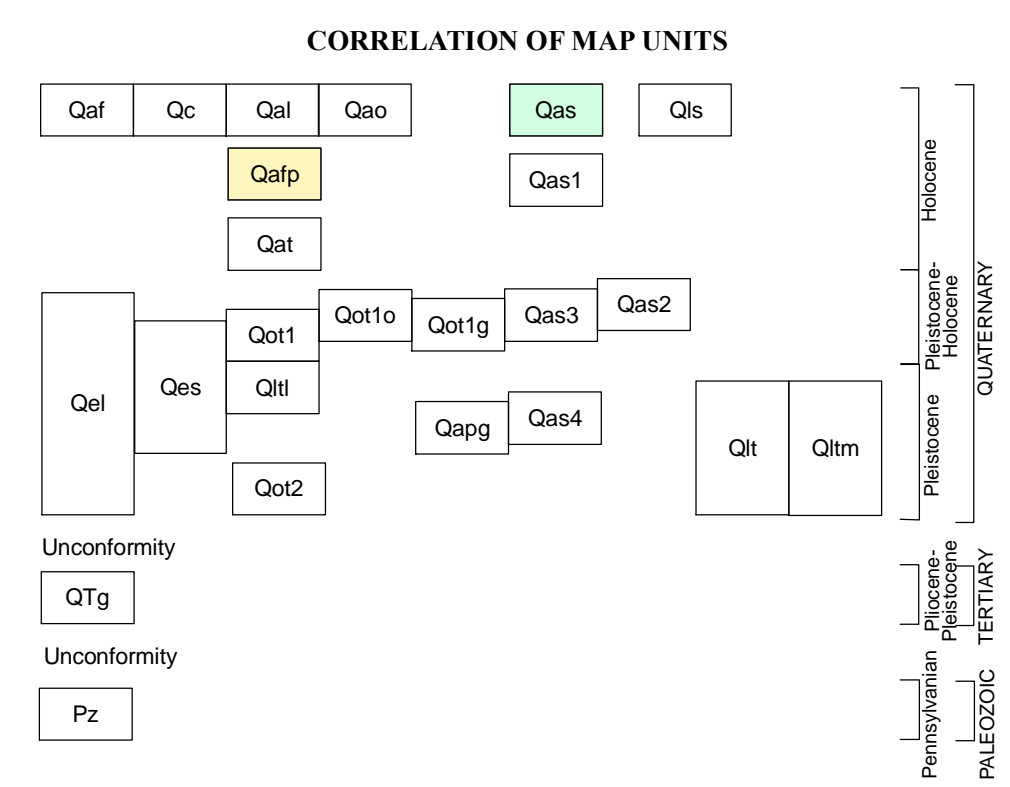 CORRELATION OF MAP UNITS
Qaf Qc Qal Qao Qas Qls
Qafp Qas1
Qat
Holocene
Qel Qes Qot1 Qot1o Qot1g Qas3 Qas2
Qltl
Pleistocene-
Holocene
Qapg Qas4 Qlt Qltm
Qot2
Pleistocene
QUATERNARY
Unconformity
QTg
Pliocene-
Pleistocene
TERTIARY
Unconformity
Pz
Pennsylvanian
PALEOZOIC